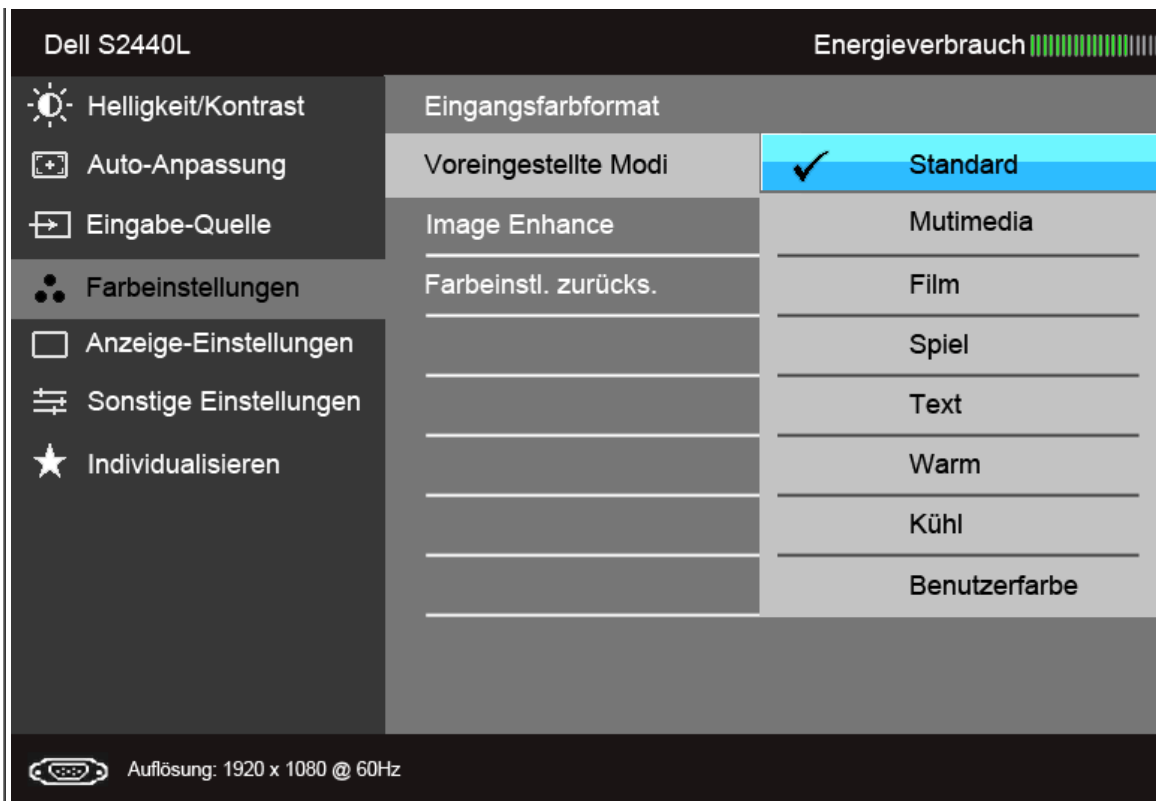 Dell S2440L
Energieverbrauch
Helligkeit/Kontrast
Auto-Anpassung
Eingabe-Quelle
Farbeinstellungen
Anzeige-Einstellungen
Sonstige Einstellungen
Individualisieren
Eingangsfarbformat
Voreingestellte Modi
Image Enhance
Farbeinstl. zurücks.
Standard
Mutimedia
Film
Spiel
Text
Warm
Kühl
Benutzerfarbe
Auflösung: 1920 x 1080 @ 60Hz